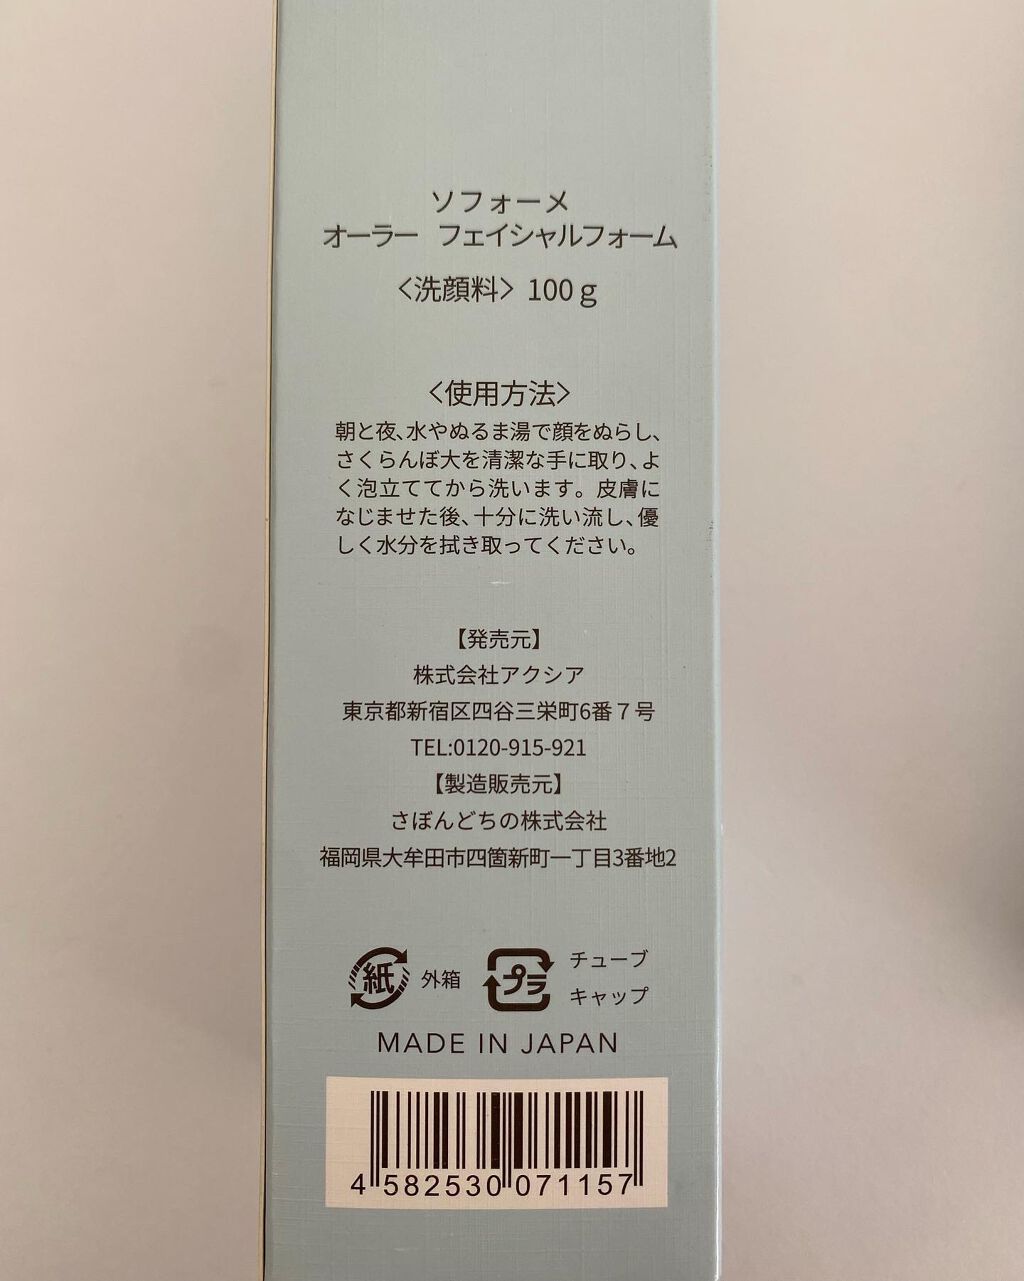 ソフォーメ
オーラー フェイシャルフォーム
〈洗顔料〉 100g
〈使用方法〉
朝と夜、水やぬるま湯で顔をぬらし、
さくらんぼ大を清潔な手に取り、よ
く泡立ててから洗います。皮膚に
なじませた後、十分に洗い流し、優
しく水分を拭き取ってください。
【発売元】
株式会社アクシア
東京都新宿区四谷三栄町6番7号
TEL:0120-915-921
【製造販売元】
さぼんどちの株式会社
福岡県大牟田市四箇新町一丁目3番地2
紙 外箱 プラ チューブ
キャップ
MADE IN JAPAN
4 582530 071157